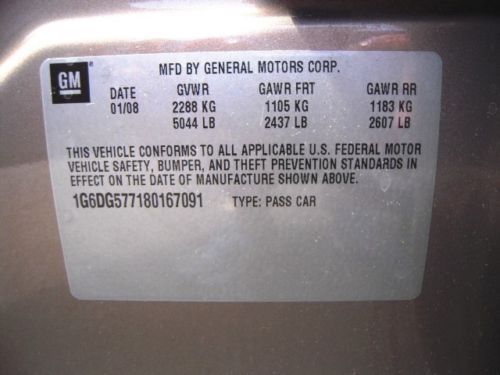 GM
MFD BY GENERAL MOTORS CORP.
DATE GVWR GAWR FRT GAWR RR
01/08 2288 KG 1105 KG 1183 KG
5044 LB 2437 LB 2607 LB
THIS VEHICLE CONFORMS TO ALL APPLICABLE U.S. FEDERAL MOTOR
VEHICLE SAFETY, BUMPER, AND THEFT PREVENTION STANDARDS IN
EFFECT ON THE DATE OF MANUFACTURE SHOWN ABOVE.
1G6DG577180167091 TYPE: PASS CAR